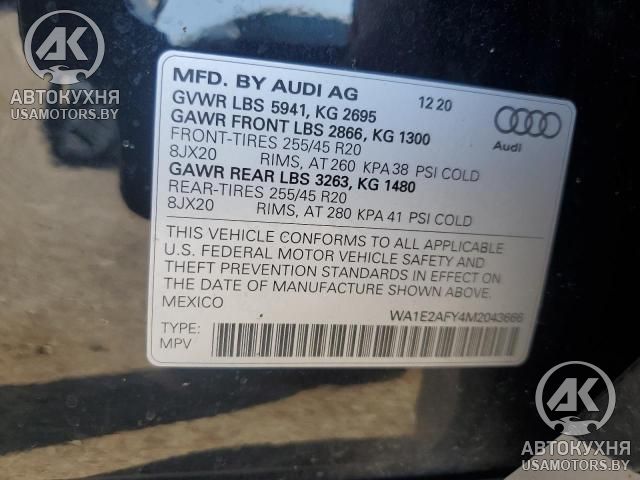 AK
АВТОКУХНЯ
USAMOTORS.BY
MFD. BY AUDI AG 12 20
GVWR LBS 5941, KG 2695
GAWR FRONT LBS 2866, KG 1300
FRONT-TIRES 255/45 R20
8JX20 RIMS, AT 260 KPA 38 PSI COLD
Audi
GAWR REAR LBS 3263, KG 1480
REAR-TIRES 255/45 R20
8JX20 RIMS, AT 280 KPA 41 PSI COLD
THIS VEHICLE CONFORMS TO ALL APPLICABLE
U.S. FEDERAL MOTOR VEHICLE SAFETY AND
THEFT PREVENTION STANDARDS IN EFFECT ON
THE DATE OF MANUFACTURE SHOWN ABOVE.
MEXICO WA1E2AFY4M2043666
TYPE:
MPV
AK
АВТОКУХНЯ
USAMOTORS.BY